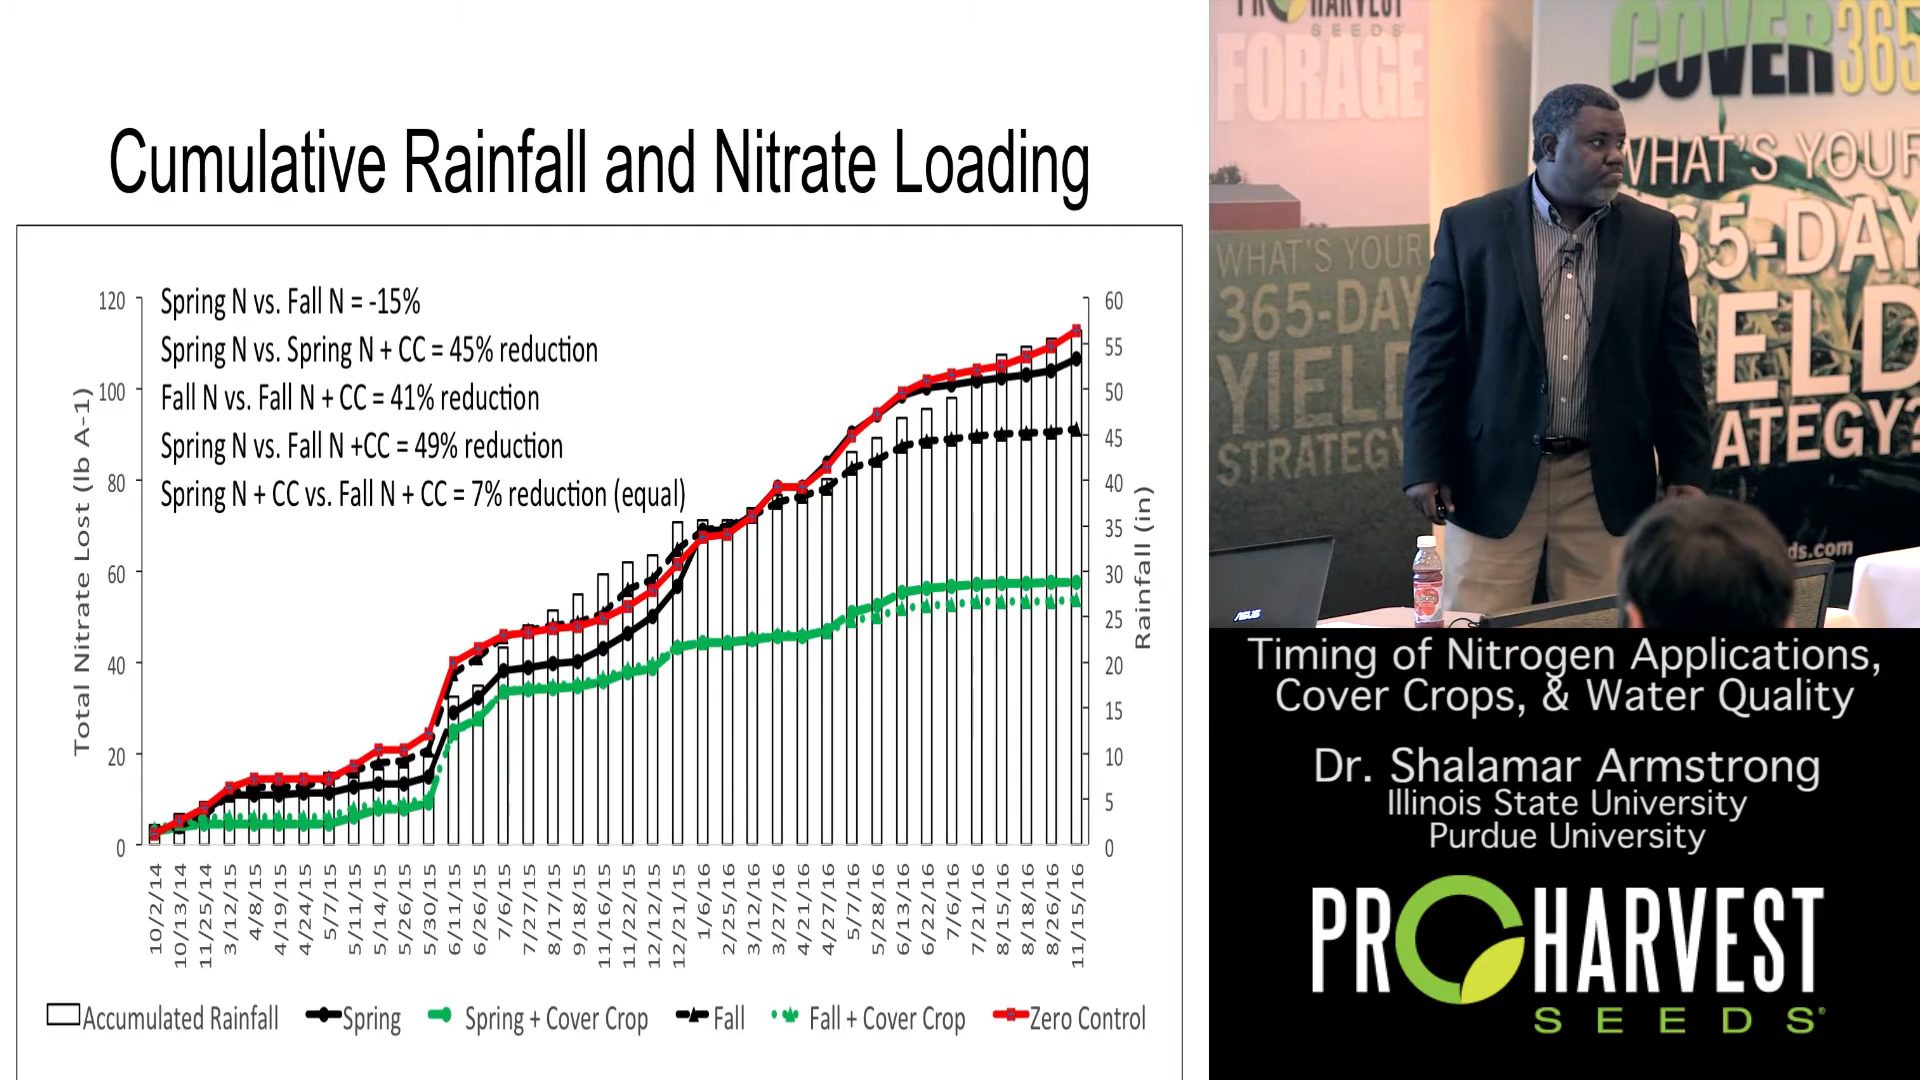 Cumulative Rainfall and Nitrate Loading
Spring N vs. Fall N = -15%
Spring N vs. Spring N + CC = 45% reduction
Fall N vs. Fall N + CC = 41% reduction
Spring N vs. Fall N +CC = 49% reduction
Spring N + CC vs. Fall N + CC = 7% reduction (equal)
Total Nitrate Lost (lb A-1)
120
100
80
60
40
20
0
60
55
50
45
40
35
30
25
20
15
10
5
0
Rainfall (in)
10/2/14
10/13/14
11/25/14
3/12/15
4/8/15
4/19/15
4/24/15
5/7/15
5/11/15
5/14/15
5/26/15
5/30/15
6/11/15
6/26/15
7/6/15
7/27/15
8/17/15
9/18/15
11/16/15
11/22/15
12/12/15
12/21/15
1/6/16
2/25/16
3/12/16
3/27/16
4/21/16
4/27/16
5/7/16
5/28/16
6/13/16
6/22/16
7/6/16
7/21/16
8/15/16
8/18/16
8/26/16
11/15/16
Accumulated Rainfall
Spring
Spring + Cover Crop
Fall
Fall + Cover Crop
Zero Control
PROHARVEST
SEEDS
FORAGE
WHAT'S YOUR
365-DAY
YIELD
STRATEGY
COVER365
WHAT'S YOUR
65-DAY
IELD
ATEGY?
ds.com
ASUS
Timing of Nitrogen Applications,
Cover Crops, & Water Quality
Dr. Shalamar Armstrong
Illinois State University
Purdue University
PROHARVEST
SEEDS®